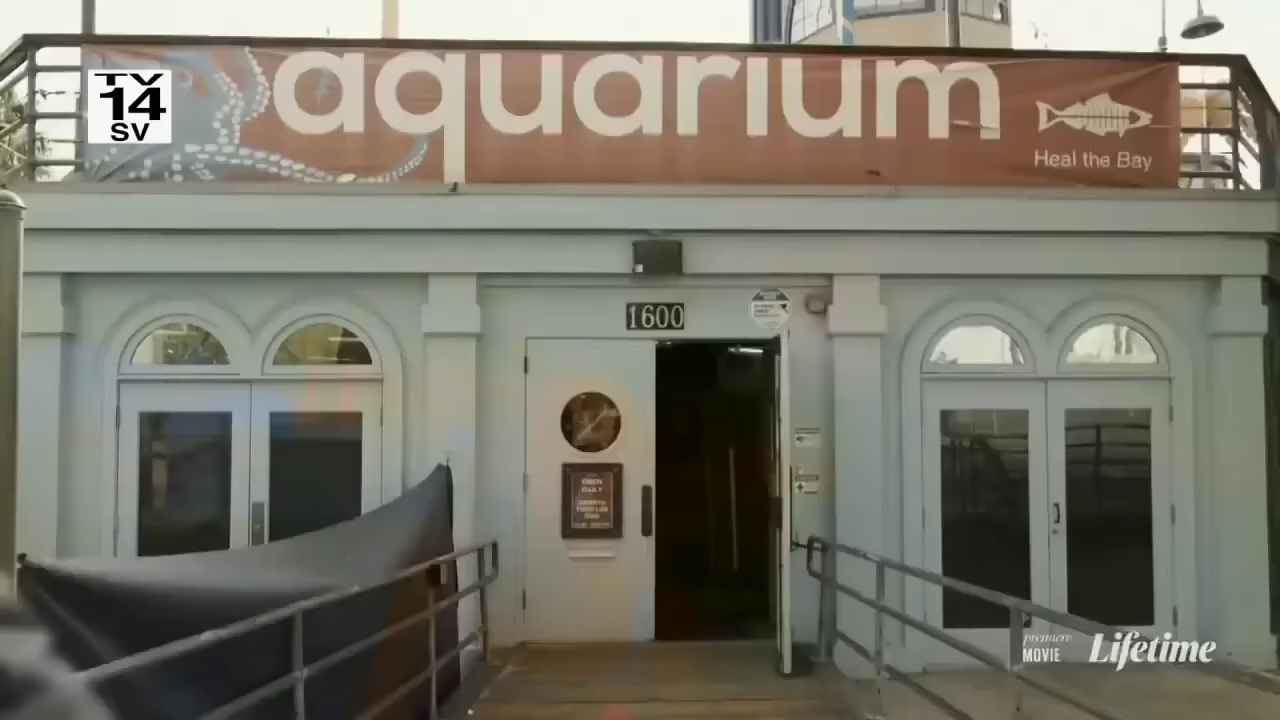 aquarium
TV
14
SV
Heal the Bay
1600
OPEN
DAILY
premiere
MOVIE
Lifetime